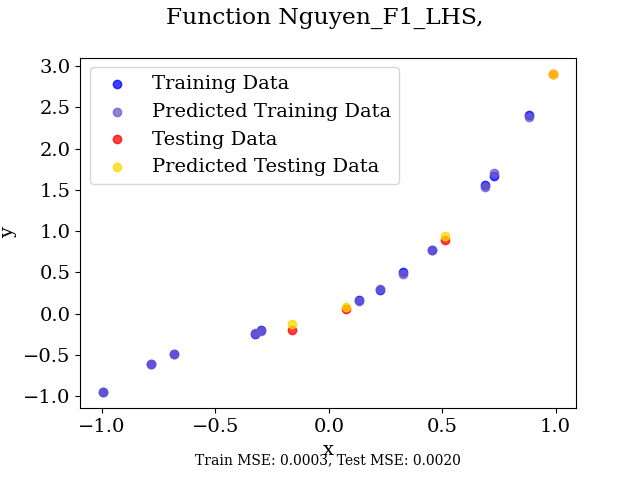 Function Nguyen_F1_LHS,
3.0
2.5
2.0
1.5
1.0
0.5
0.0
−0.5
−1.0
y
Training Data
Predicted Training Data
Testing Data
Predicted Testing Data
−1.0 −0.5 0.0 0.5 1.0
x
Train MSE: 0.0003, Test MSE: 0.0020